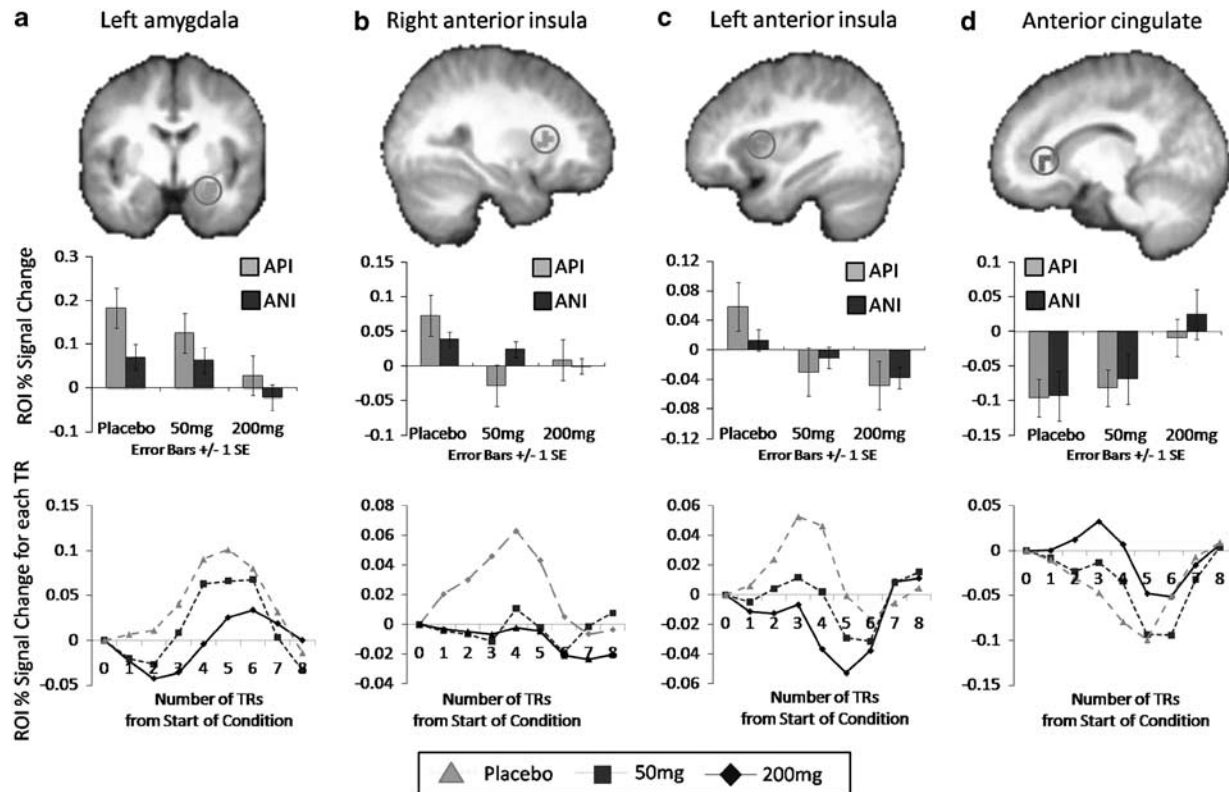 a Left amygdala
b Right anterior insula
c Left anterior insula
d Anterior cingulate
ROI % Signal Change
0.3
0.2
0.1
0
-0.1
API
ANI
Placebo 50mg 200mg
Error Bars +/- 1 SE
0.15
0.1
0.05
0
-0.05
-0.1
API
ANI
Placebo 50mg 200mg
Error Bars +/- 1 SE
0.12
0.08
0.04
0
-0.04
-0.08
-0.12
API
ANI
Placebo 50mg 200mg
Error Bars +/- 1 SE
0.1
0.05
0
-0.05
-0.1
-0.15
API
ANI
Placebo 50mg 200mg
Error Bars +/- 1 SE
ROI % Signal Change for each TR
0.15
0.1
0.05
0
-0.05
0 1 2 3 4 5 6 7 8
Number of TRs
from Start of Condition
0.08
0.06
0.04
0.02
0
-0.02
-0.04
0 1 2 3 4 5 6 7 8
Number of TRs
from Start of Condition
0.06
0.04
0.02
0
-0.02
-0.04
-0.06
0 1 2 3 4 5 6 7 8
Number of TRs
from Start of Condition
0.05
0
-0.05
-0.1
-0.15
0 1 2 3 4 5 6 7 8
Number of TRs
from Start of Condition
Placebo 50mg 200mg